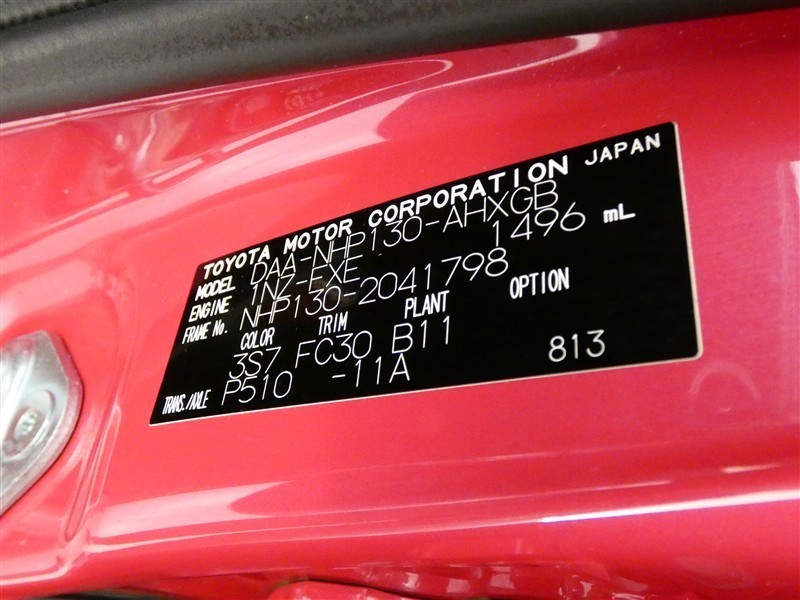 TOYOTA MOTOR CORPORATION JAPAN
MODEL DAA-NHP130-AHXGB
ENGINE 1NZ-FXE 1496 mL
FRAME No. NHP130-2041798
COLOR TRIM PLANT OPTION
3S7 FC30 B11
TRANS./AXLE P510 -11A 813